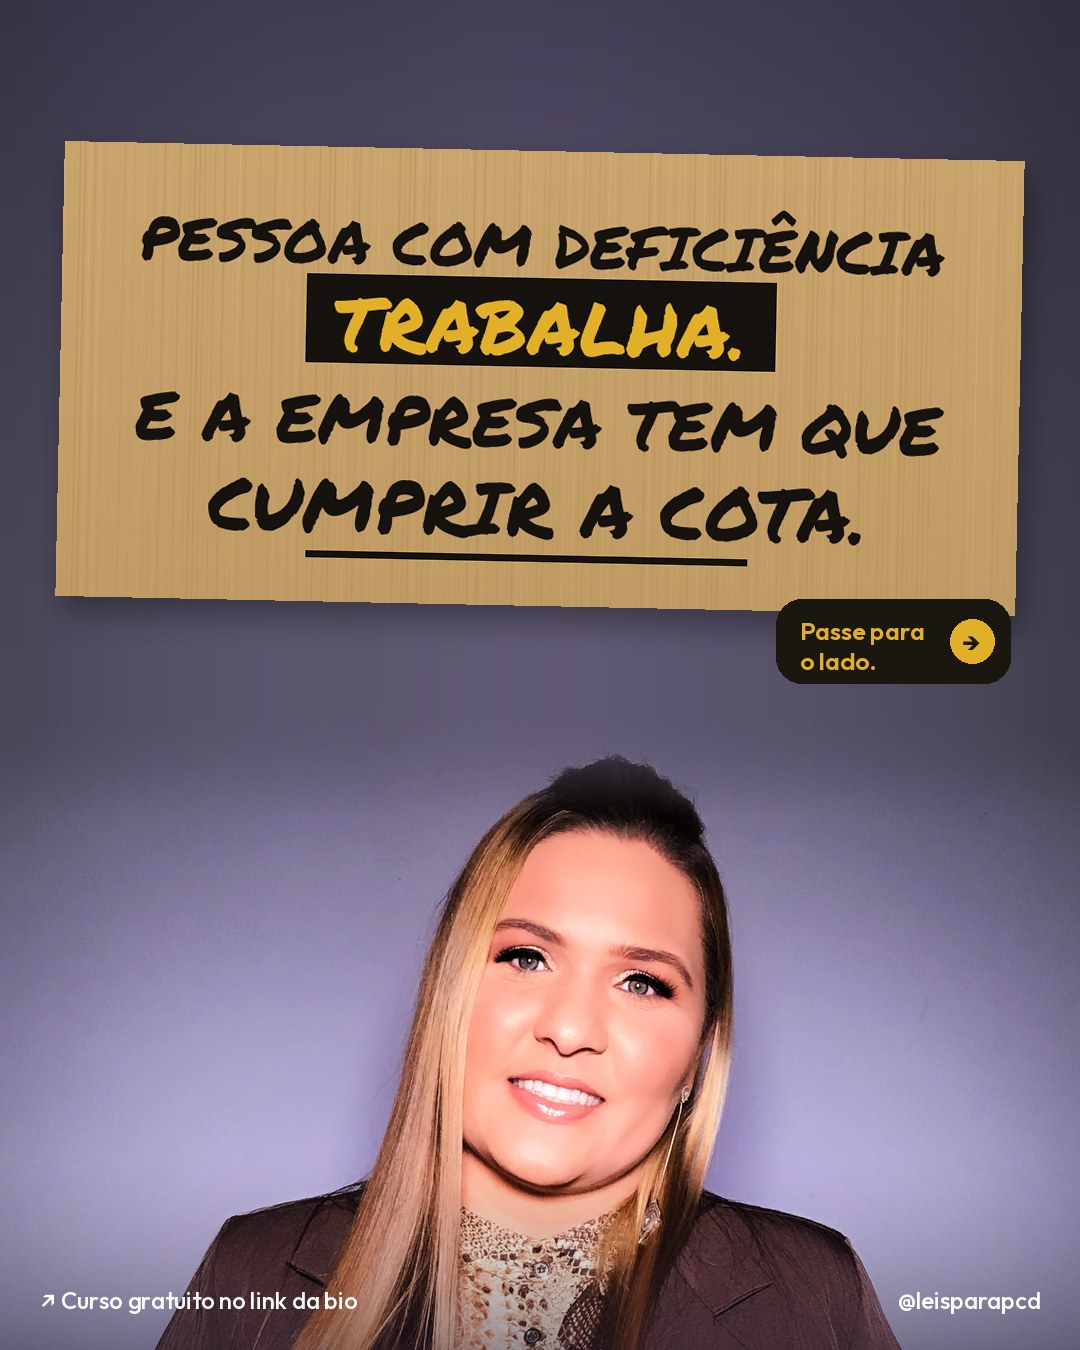 PESSOA COM DEFICIÊNCIA
TRABALHA.
E A EMPRESA TEM QUE
CUMPRIR A COTA.
Passe para
o lado.
↗ Curso gratuito no link da bio
@leisparapcd